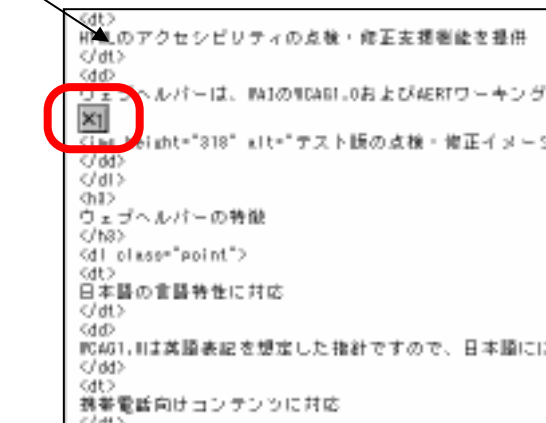 <dt>
HTMLのアクセシビリティの点検・修正支援機能を提供
</dt>
<dd>
ウェブヘルパーは、WAIのWCAG1.0およびAERTワーキング
×1
<img height="318" alt="テスト版の点検・修正イメージ
</dd>
</dl>
<h3>
ウェブヘルパーの特徴
</h3>
<dl class="point">
<dt>
日本語の言語特性に対応
</dt>
<dd>
WCAG1.0は英語表記を想定した指針ですので、日本語に
</dd>
<dt>
携帯電話向けコンテンツに対応
</dt>